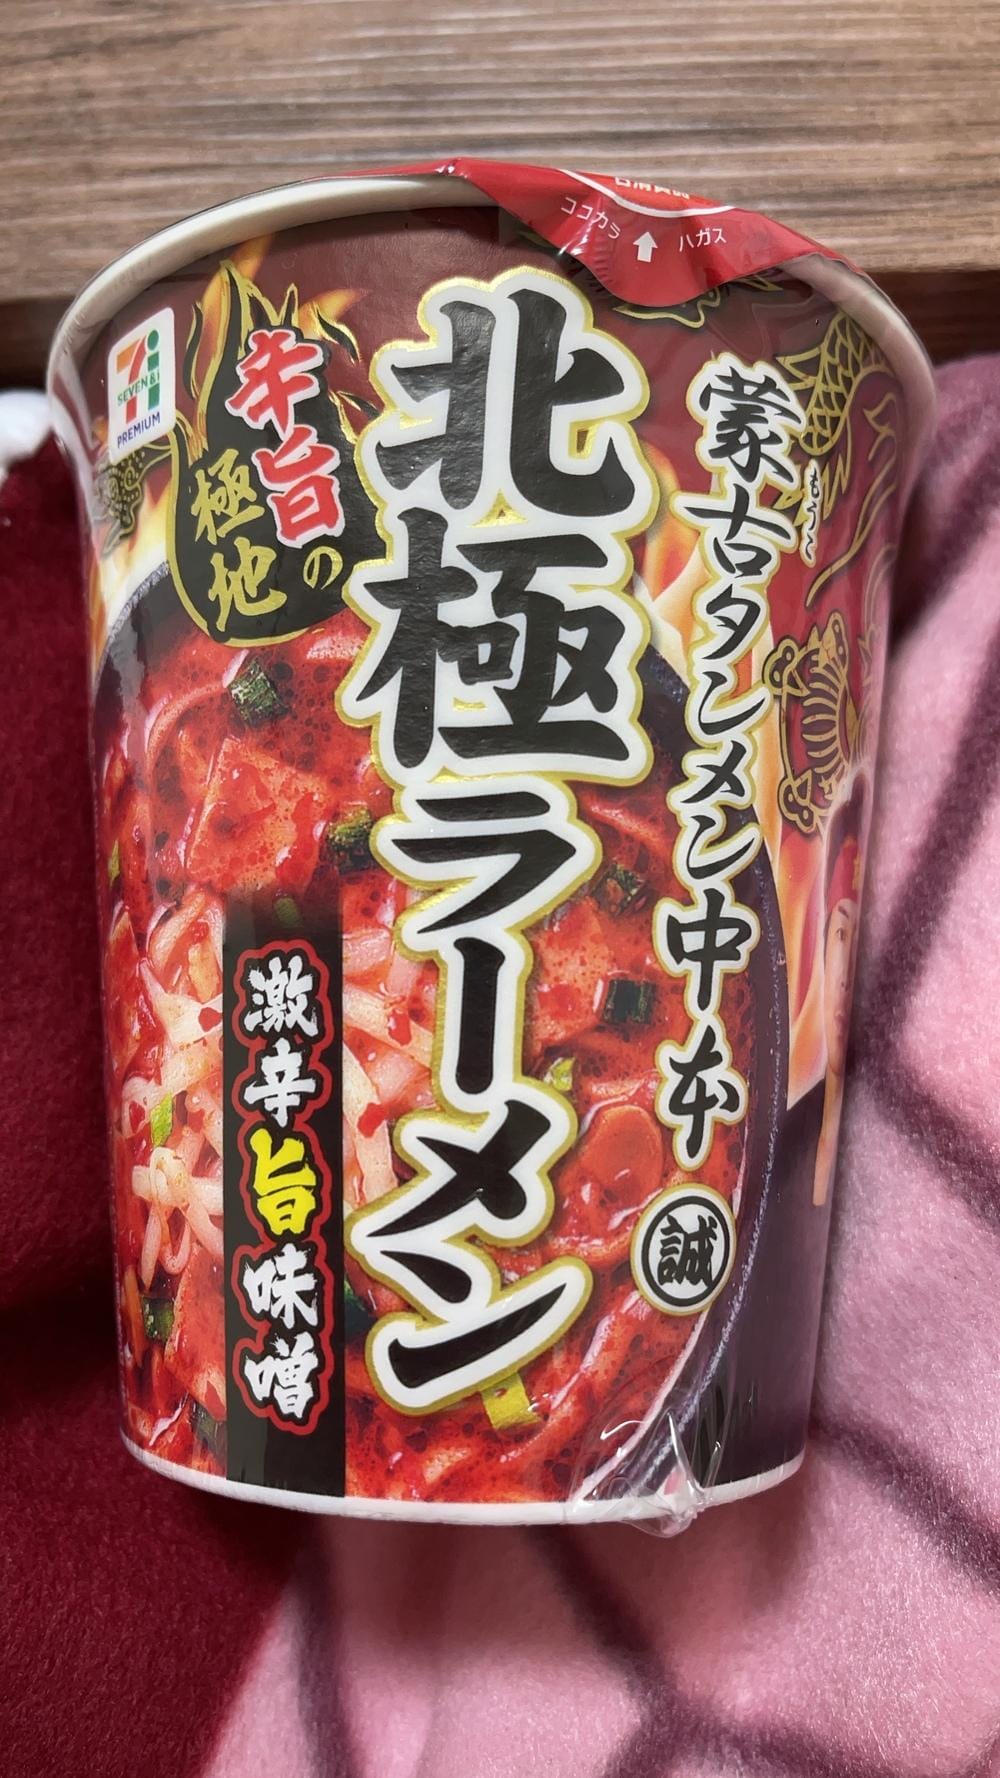 ココカラ
ハガス
7i
SEVEN&i
PREMIUM
辛旨の
極地
北極ラーメン
蒙古タンメン中本
もうこ
誠
激辛旨味噌